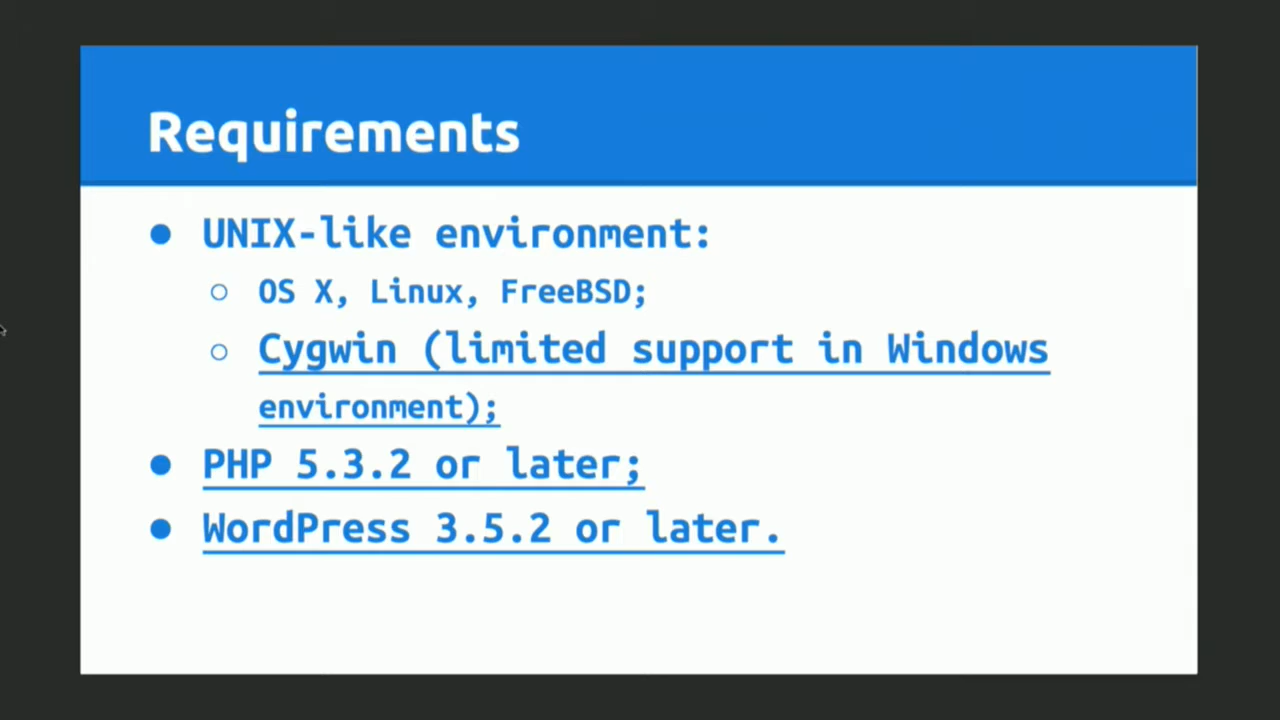 Requirements
UNIX-like environment:
OS X, Linux, FreeBSD;
Cygwin (limited support in Windows
environment);
PHP 5.3.2 or later;
WordPress 3.5.2 or later.